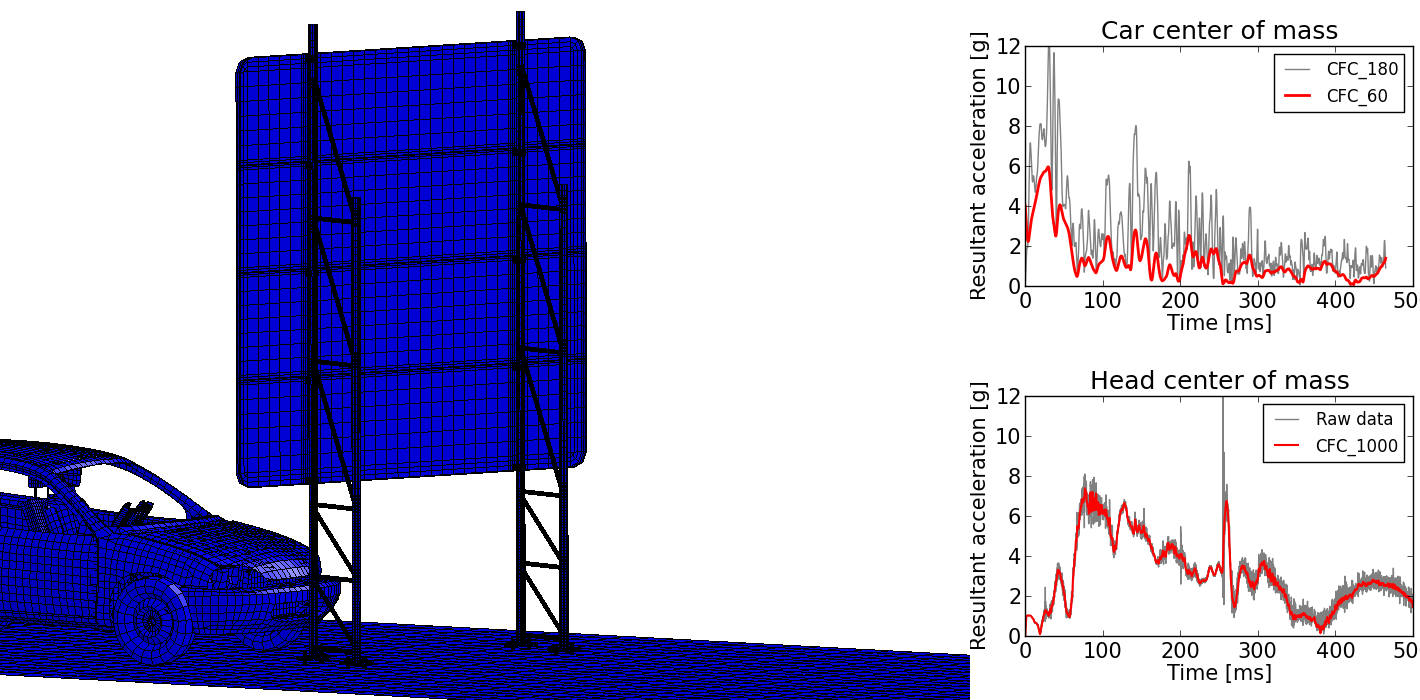 Car center of mass
Resultant acceleration [g]
12
10
8
6
4
2
0
CFC_180
CFC_60
0 100 200 300 400 50
Time [ms]
Head center of mass
Resultant acceleration [g]
12
10
8
6
4
2
0
Raw data
CFC_1000
0 100 200 300 400 50
Time [ms]